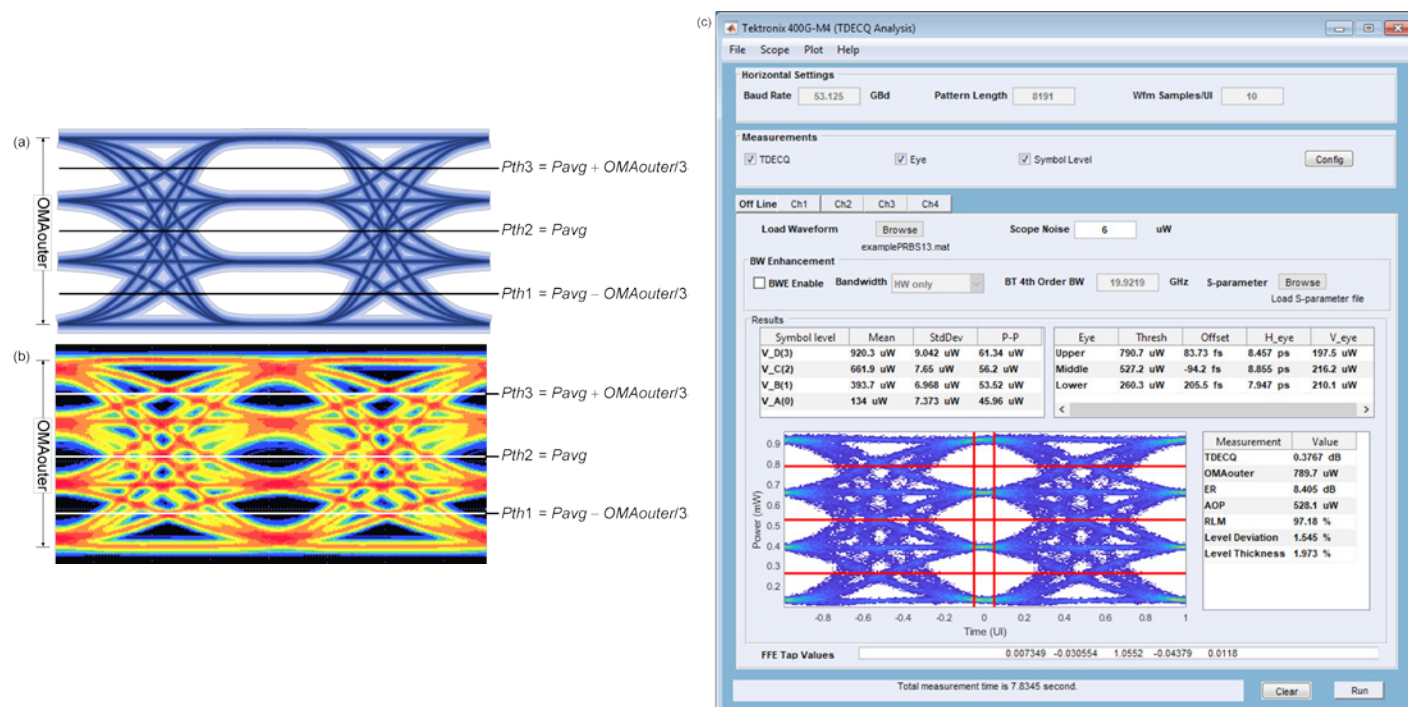 (a)
OMAouter
Pth3 = Pavg + OMAouter/3
Pth2 = Pavg
Pth1 = Pavg – OMAouter/3
(b)
OMAouter
Pth3 = Pavg + OMAouter/3
Pth2 = Pavg
Pth1 = Pavg – OMAouter/3
(c)
Tektronix 400G-M4 (TDECQ Analysis)
File Scope Plot Help
Horizontal Settings
Baud Rate 53.125 GBd Pattern Length 8191 Wfm Samples/UI 10
Measurements
TDECQ Eye Symbol Level Config
Off Line Ch1 Ch2 Ch3 Ch4
Load Waveform Browse Scope Noise 6 uW
examplePRBS13.mat
BW Enhancement
BWE Enable Bandwidth HW only BT 4th Order BW 19.9219 GHz S-parameter Browse
Load S-parameter file
Results
Symbol level Mean StdDev P-P
V_D(3) 920.3 uW 9.042 uW 61.34 uW
V_C(2) 661.9 uW 7.65 uW 56.2 uW
V_B(1) 393.7 uW 6.968 uW 53.52 uW
V_A(0) 134 uW 7.373 uW 45.96 uW
Eye Thresh Offset H_eye V_eye
Upper 790.7 uW 83.73 fs 8.457 ps 197.5 uW
Middle 527.2 uW -94.2 fs 8.855 ps 216.2 uW
Lower 260.3 uW 205.5 fs 7.947 ps 210.1 uW
Power (mW)
0.9
0.8
0.7
0.6
0.5
0.4
0.3
0.2
-0.8 -0.6 -0.4 -0.2 0 0.2 0.4 0.6 0.8 1
Time (UI)
Measurement Value
TDECQ 0.3767 dB
OMAouter 789.7 uW
ER 8.405 dB
AOP 528.1 uW
RLM 97.18 %
Level Deviation 1.545 %
Level Thickness 1.973 %
FFE Tap Values 0.007349 -0.030554 1.0552 -0.04379 0.0118
Total measurement time is 7.8345 second.
Clear Run